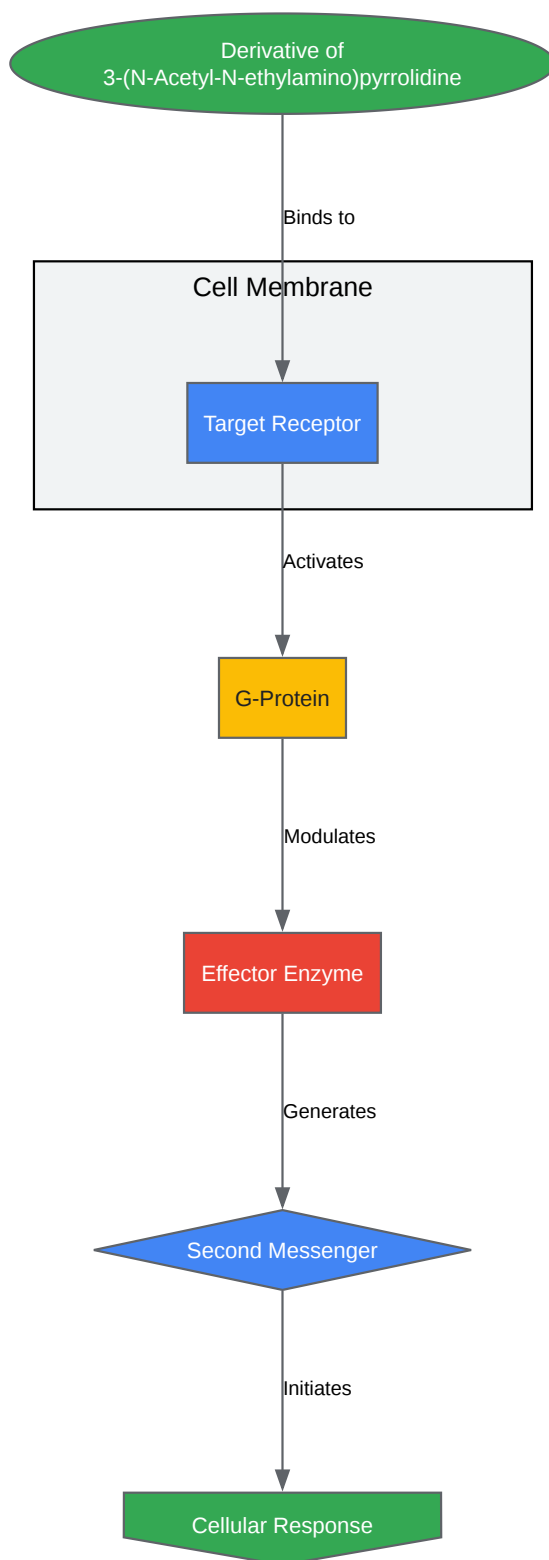 Derivative of
3-(N-Acetyl-N-ethylamino)pyrrolidine
Binds to
Cell Membrane
Target Receptor
Activates
G-Protein
Modulates
Effector Enzyme
Generates
Second Messenger
Initiates
Cellular Response